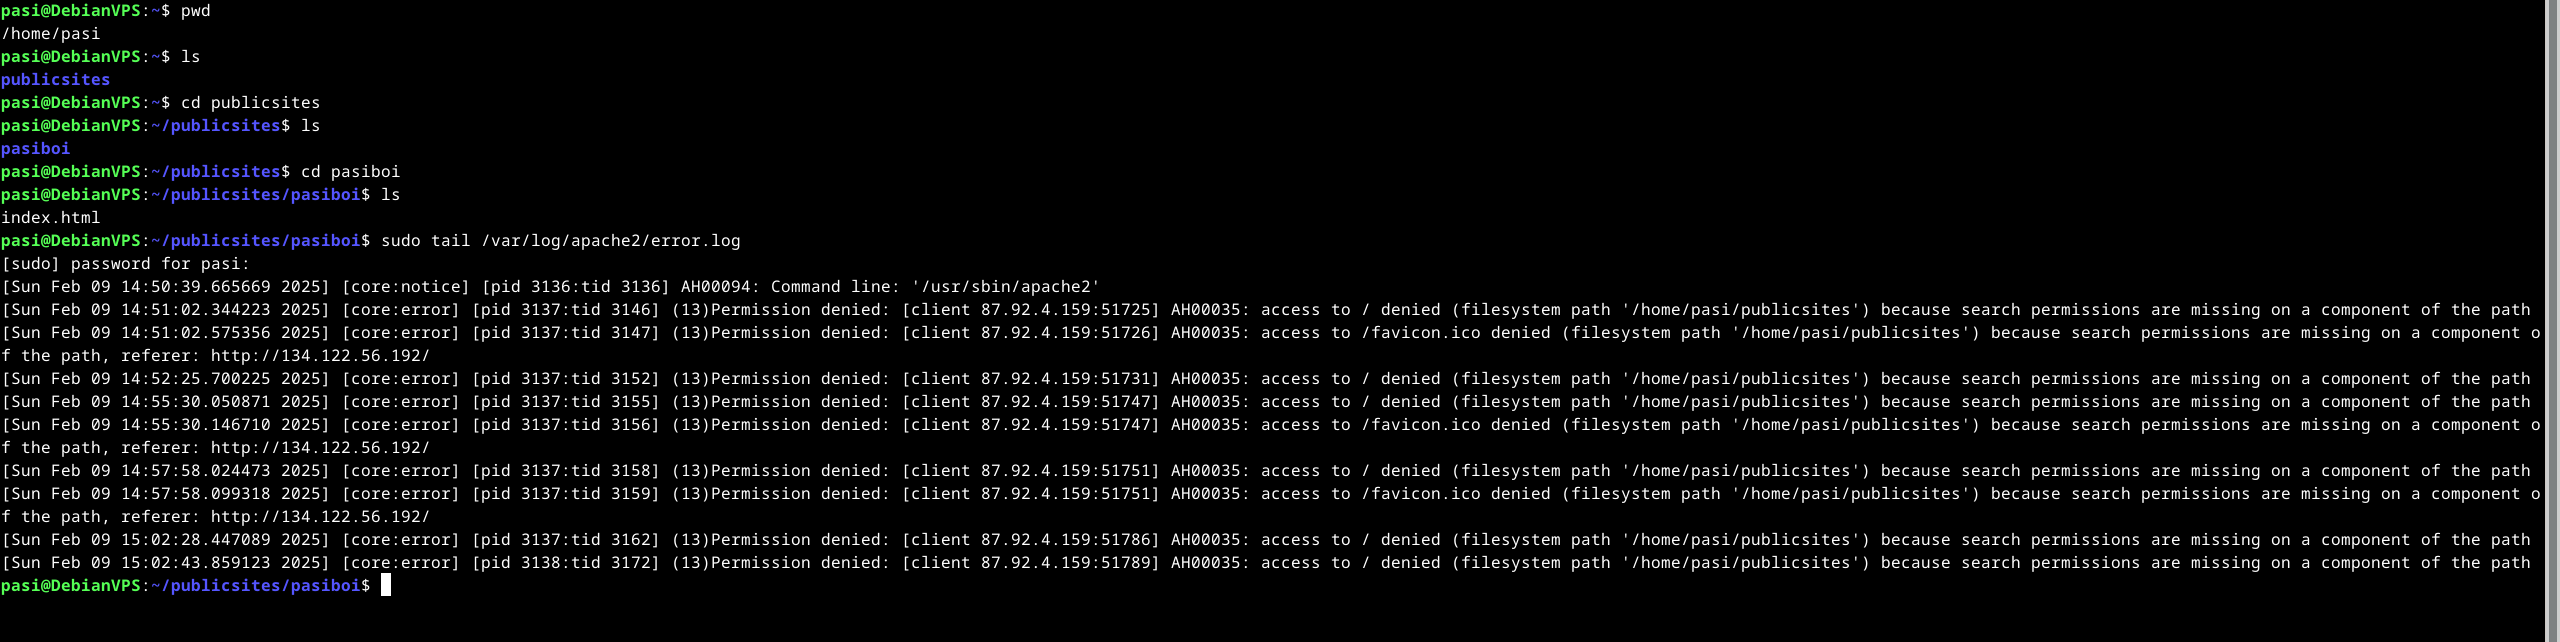 pasi@DebianVPS:~$ pwd
/home/pasi
pasi@DebianVPS:~$ ls
publicsites
pasi@DebianVPS:~$ cd publicsites
pasi@DebianVPS:~/publicsites$ ls
pasiboi
pasi@DebianVPS:~/publicsites$ cd pasiboi
pasi@DebianVPS:~/publicsites/pasiboi$ ls
index.html
pasi@DebianVPS:~/publicsites/pasiboi$ sudo tail /var/log/apache2/error.log
[sudo] password for pasi:
[Sun Feb 09 14:50:39.665669 2025] [core:notice] [pid 3136:tid 3136] AH00094: Command line: '/usr/sbin/apache2'
[Sun Feb 09 14:51:02.344223 2025] [core:error] [pid 3137:tid 3146] (13)Permission denied: [client 87.92.4.159:51725] AH00035: access to / denied (filesystem path '/home/pasi/publicsites') because search permissions are missing on a component of the path
[Sun Feb 09 14:51:02.575356 2025] [core:error] [pid 3137:tid 3147] (13)Permission denied: [client 87.92.4.159:51726] AH00035: access to /favicon.ico denied (filesystem path '/home/pasi/publicsites') because search permissions are missing on a component o
f the path, referer: http://134.122.56.192/
[Sun Feb 09 14:52:25.700225 2025] [core:error] [pid 3137:tid 3152] (13)Permission denied: [client 87.92.4.159:51731] AH00035: access to / denied (filesystem path '/home/pasi/publicsites') because search permissions are missing on a component of the path
[Sun Feb 09 14:55:30.050871 2025] [core:error] [pid 3137:tid 3155] (13)Permission denied: [client 87.92.4.159:51747] AH00035: access to / denied (filesystem path '/home/pasi/publicsites') because search permissions are missing on a component of the path
[Sun Feb 09 14:55:30.146710 2025] [core:error] [pid 3137:tid 3156] (13)Permission denied: [client 87.92.4.159:51747] AH00035: access to /favicon.ico denied (filesystem path '/home/pasi/publicsites') because search permissions are missing on a component o
f the path, referer: http://134.122.56.192/
[Sun Feb 09 14:57:58.024473 2025] [core:error] [pid 3137:tid 3158] (13)Permission denied: [client 87.92.4.159:51751] AH00035: access to / denied (filesystem path '/home/pasi/publicsites') because search permissions are missing on a component of the path
[Sun Feb 09 14:57:58.099318 2025] [core:error] [pid 3137:tid 3159] (13)Permission denied: [client 87.92.4.159:51751] AH00035: access to /favicon.ico denied (filesystem path '/home/pasi/publicsites') because search permissions are missing on a component o
f the path, referer: http://134.122.56.192/
[Sun Feb 09 15:02:28.447089 2025] [core:error] [pid 3137:tid 3162] (13)Permission denied: [client 87.92.4.159:51786] AH00035: access to / denied (filesystem path '/home/pasi/publicsites') because search permissions are missing on a component of the path
[Sun Feb 09 15:02:43.859123 2025] [core:error] [pid 3138:tid 3172] (13)Permission denied: [client 87.92.4.159:51789] AH00035: access to / denied (filesystem path '/home/pasi/publicsites') because search permissions are missing on a component of the path
pasi@DebianVPS:~/publicsites/pasiboi$